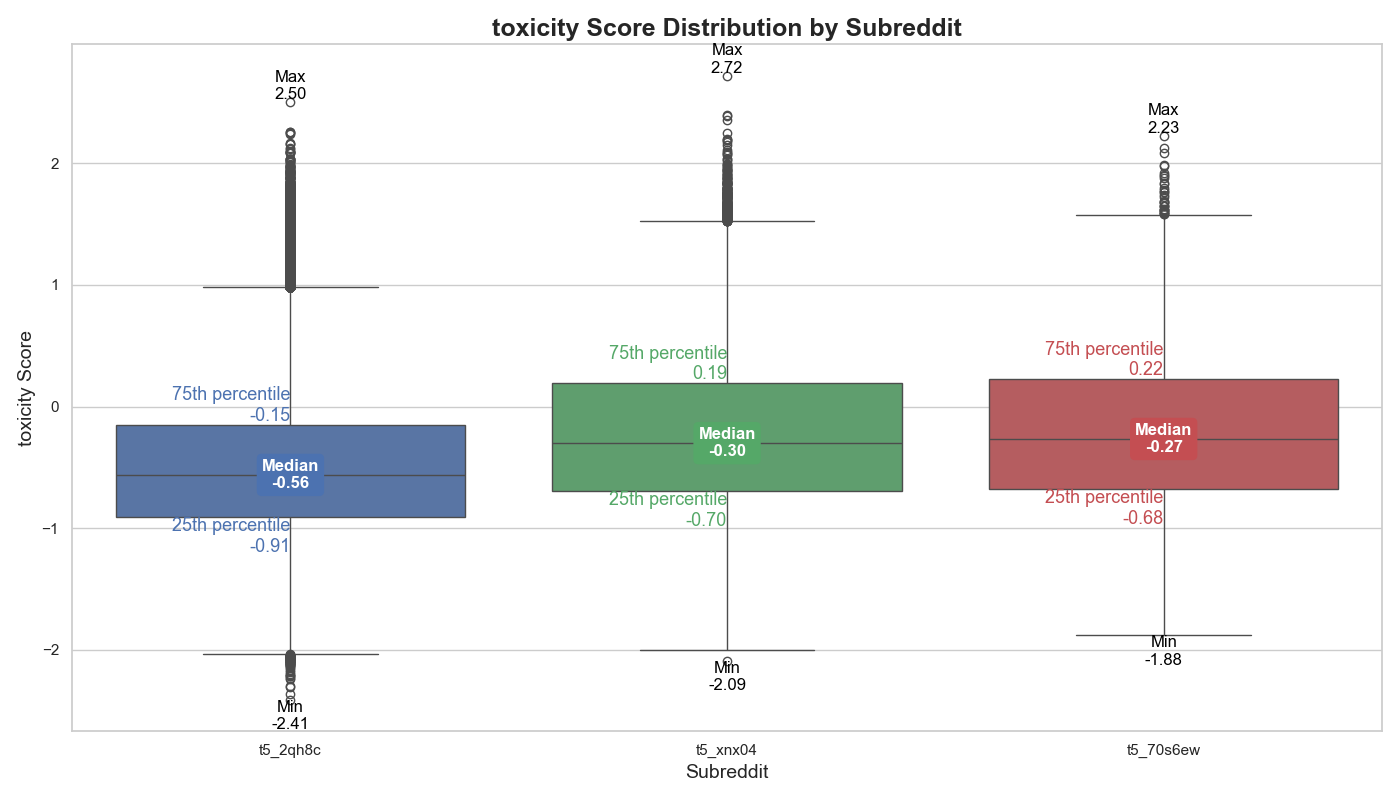 toxicity Score Distribution by Subreddit
Max
2.50
Max
2.72
Max
2.23
2
1
0
−1
−2
toxicity Score
75th percentile
-0.15
Median
-0.56
25th percentile
-0.91
Min
-2.41
75th percentile
0.19
Median
-0.30
25th percentile
-0.70
Min
-2.09
75th percentile
0.22
Median
-0.27
25th percentile
-0.68
Min
-1.88
t5_2qh8c
t5_xnx04
t5_70s6ew
Subreddit